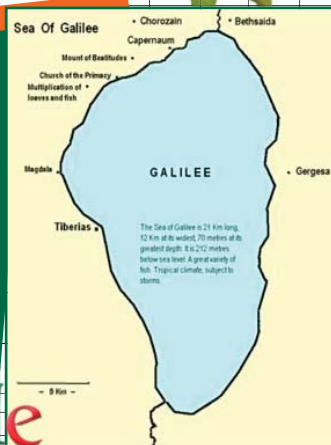 Sea Of Galilee
Chorozain
Bethsaida
Capernaum
Mount of Beatitudes
Church of the Primacy
Multiplication of
loaves and fish
Magdala
GALILEE
Gergesa
Tiberias
The Sea of Galilee is 21 Km long,
12 Km at its widest, 70 metres at its
greatest depth. It is 212 metres
below sea level. A great variety of
fish. Tropical climate, subject to
storms.
- 5 Km -
e